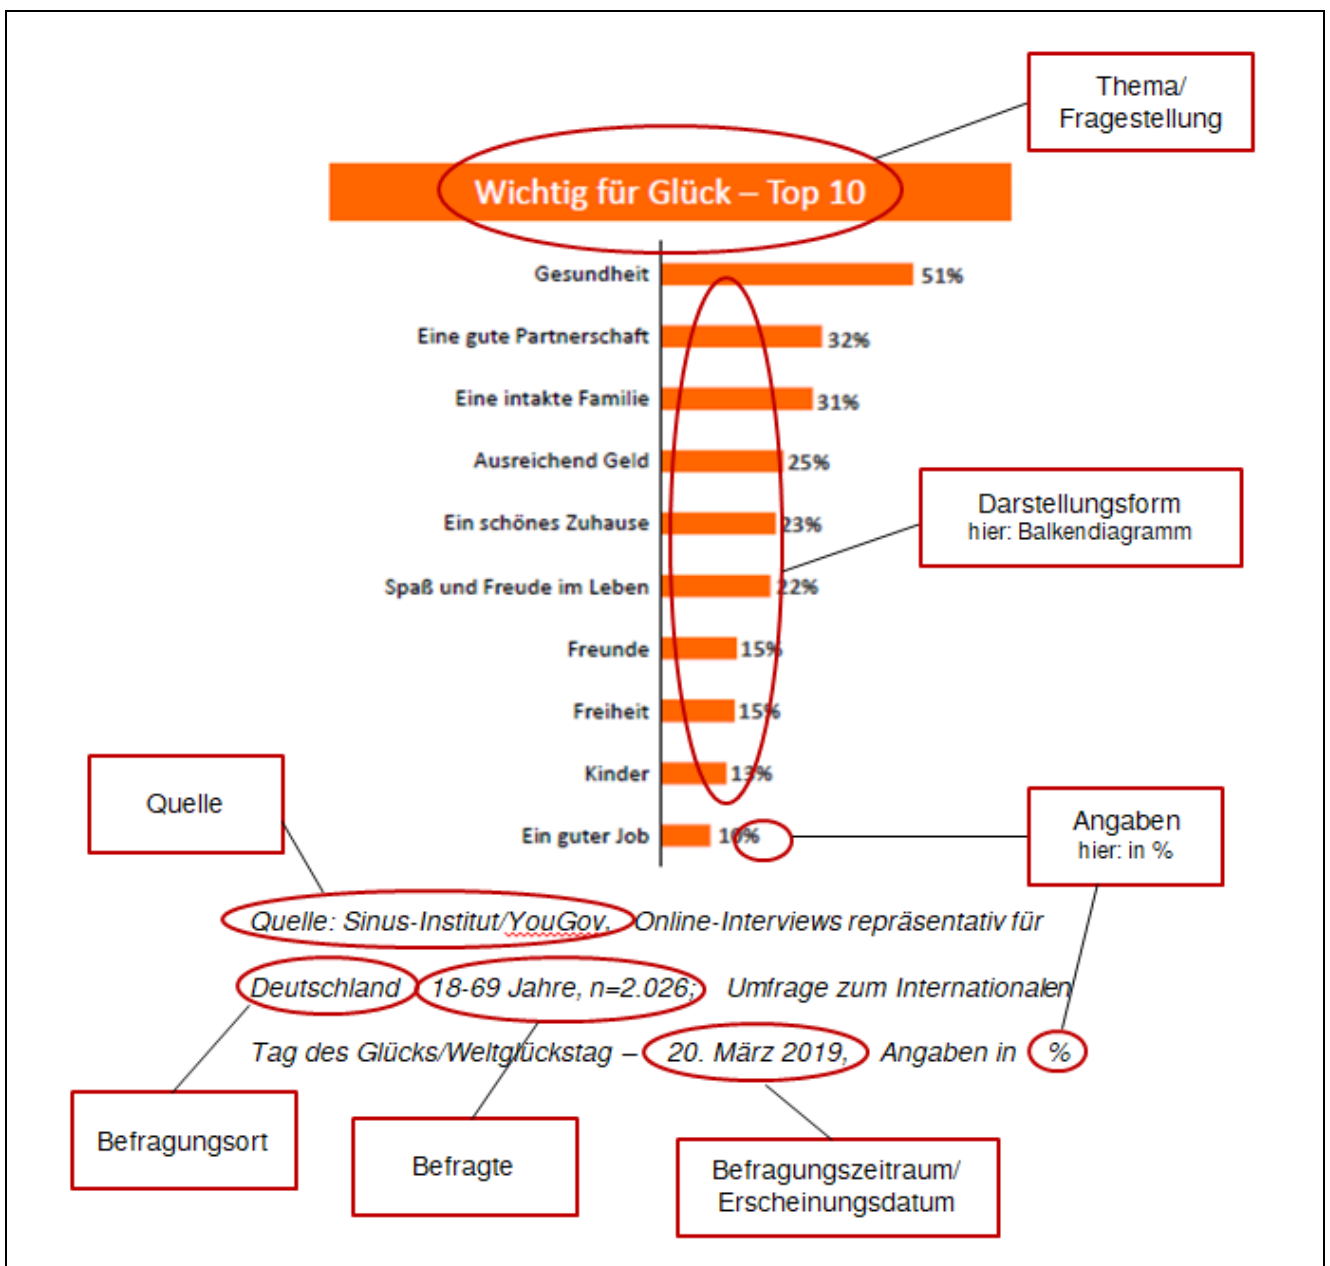 Thema/
Fragestellung
Wichtig für Glück – Top 10
Gesundheit 51%
Eine gute Partnerschaft 32%
Eine intakte Familie 31%
Ausreichend Geld 25%
Ein schönes Zuhause 23%
Spaß und Freude im Leben 22%
Freunde 15%
Freiheit 15%
Kinder 13%
Ein guter Job 10%
Darstellungsform
hier: Balkendiagramm
Quelle
Angaben
hier: in %
Quelle: Sinus-Institut/YouGov, Online-Interviews repräsentativ für
Deutschland 18-69 Jahre, n=2.026; Umfrage zum Internationalen
Tag des Glücks/Weltglückstag – 20. März 2019, Angaben in %
Befragungsort
Befragte
Befragungszeitraum/
Erscheinungsdatum